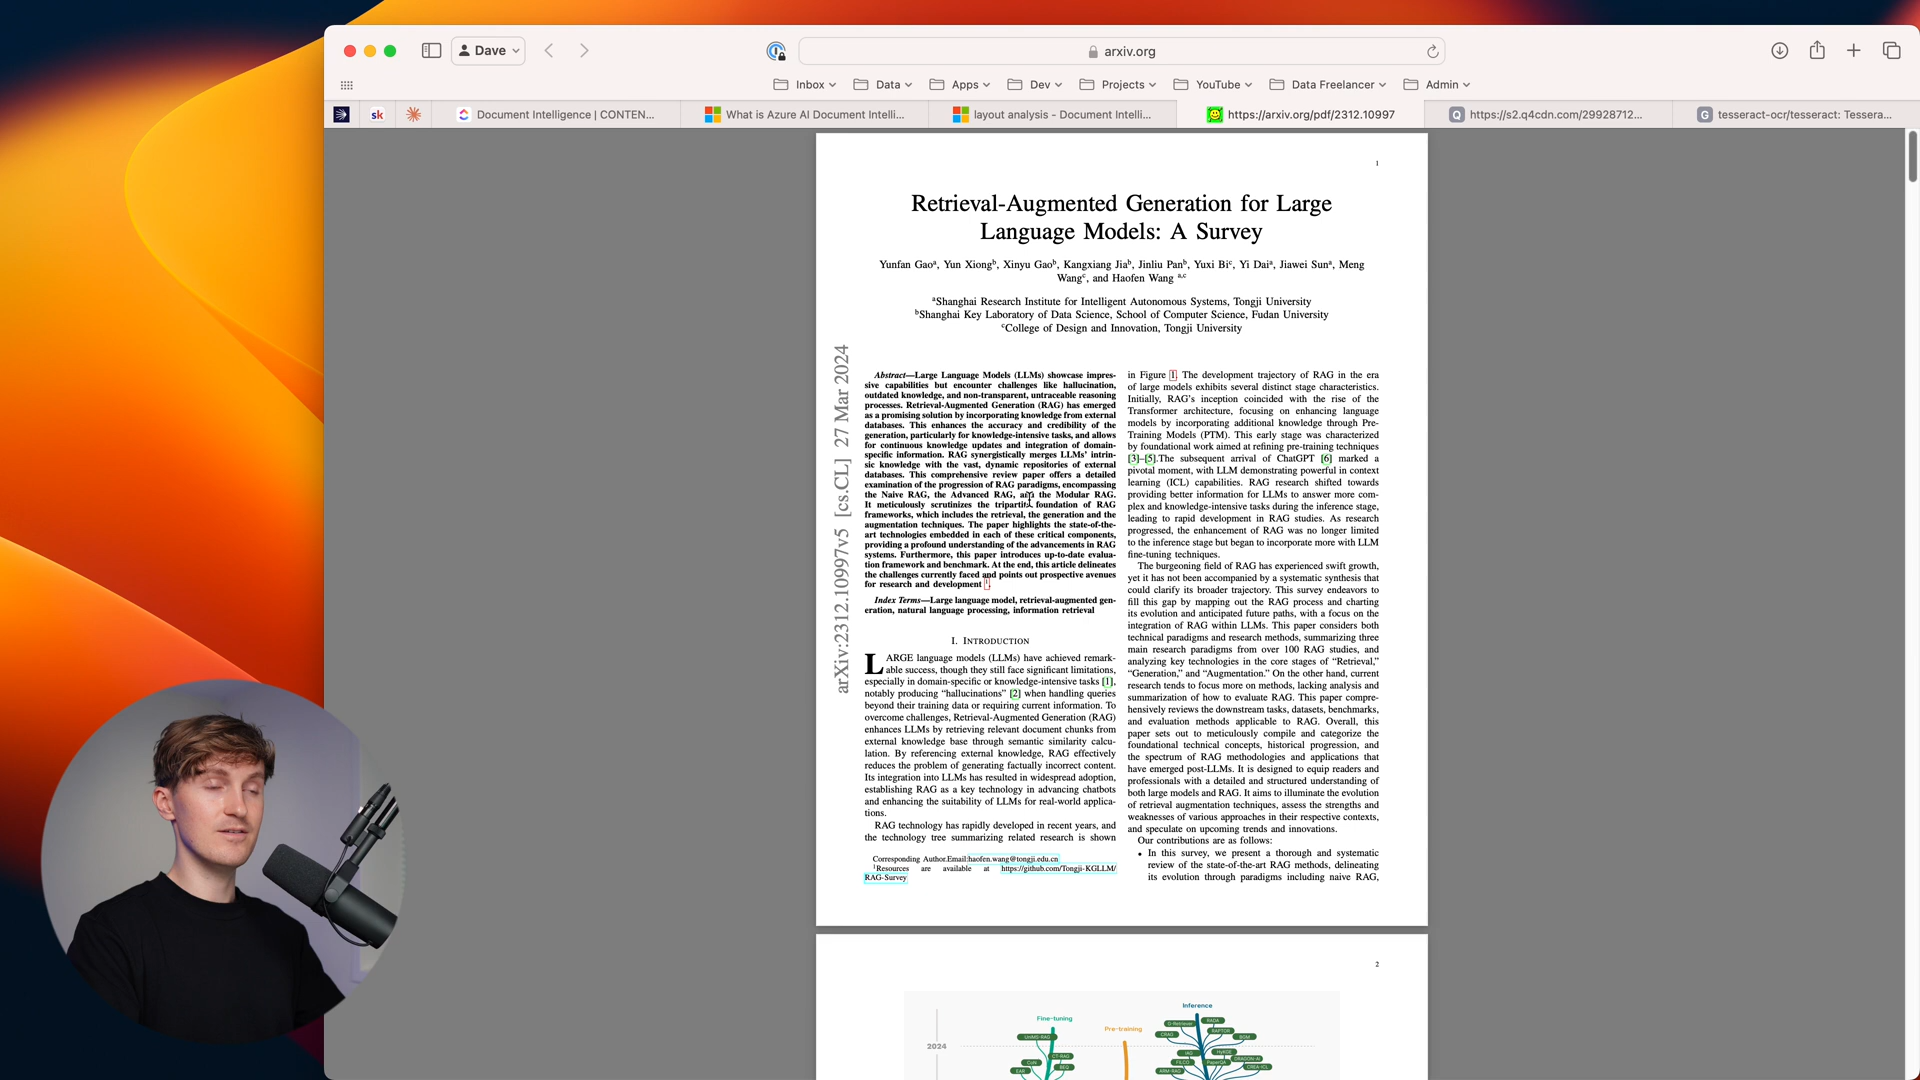 Dave
arxiv.org
Inbox
Data
Apps
Dev
Projects
YouTube
Data Freelancer
Admin
sk
Document Intelligence | CONTEN...
What is Azure AI Document Intelli...
layout analysis - Document Intelli...
https://arxiv.org/pdf/2312.10997
https://s2.q4cdn.com/29928712...
tesseract-ocr/tesseract: Tessera...
1
Retrieval-Augmented Generation for Large
Language Models: A Survey
Yunfan Gaoᵃ, Yun Xiongᵇ, Xinyu Gaoᵇ, Kangxiang Jiaᵇ, Jinliu Panᵇ, Yuxi Biᶜ, Yi Daiᵃ, Jiawei Sunᵃ, Meng
Wangᶜ, and Haofen Wang ᵃ,ᶜ
ᵃShanghai Research Institute for Intelligent Autonomous Systems, Tongji University
ᵇShanghai Key Laboratory of Data Science, School of Computer Science, Fudan University
ᶜCollege of Design and Innovation, Tongji University
arXiv:2312.10997v5 [cs.CL] 27 Mar 2024
Abstract—Large Language Models (LLMs) showcase impres-
sive capabilities but encounter challenges like hallucination,
outdated knowledge, and non-transparent, untraceable reasoning
processes. Retrieval-Augmented Generation (RAG) has emerged
as a promising solution by incorporating knowledge from external
databases. This enhances the accuracy and credibility of the
generation, particularly for knowledge-intensive tasks, and allows
for continuous knowledge updates and integration of domain-
specific information. RAG synergistically merges LLMs' intrin-
sic knowledge with the vast, dynamic repositories of external
databases. This comprehensive review paper offers a detailed
examination of the progression of RAG paradigms, encompassing
the Naive RAG, the Advanced RAG, and the Modular RAG.
It meticulously scrutinizes the tripartite foundation of RAG
frameworks, which includes the retrieval, the generation and the
augmentation techniques. The paper highlights the state-of-the-
art technologies embedded in each of these critical components,
providing a profound understanding of the advancements in RAG
systems. Furthermore, this paper introduces up-to-date evalua-
tion framework and benchmark. At the end, this article delineates
the challenges currently faced and points out prospective avenues
for research and development ¹.
Index Terms—Large language model, retrieval-augmented gen-
eration, natural language processing, information retrieval
I. INTRODUCTION
LARGE language models (LLMs) have achieved remark-
able success, though they still face significant limitations,
especially in domain-specific or knowledge-intensive tasks [1],
notably producing “hallucinations” [2] when handling queries
beyond their training data or requiring current information. To
overcome challenges, Retrieval-Augmented Generation (RAG)
enhances LLMs by retrieving relevant document chunks from
external knowledge base through semantic similarity calcu-
lation. By referencing external knowledge, RAG effectively
reduces the problem of generating factually incorrect content.
Its integration into LLMs has resulted in widespread adoption,
establishing RAG as a key technology in advancing chatbots
and enhancing the suitability of LLMs for real-world applica-
tions.
RAG technology has rapidly developed in recent years, and
the technology tree summarizing related research is shown
Corresponding Author.Email:haofen.wang@tongji.edu.cn
¹Resources are available at https://github.com/Tongji-KGLLM/
RAG-Survey
in Figure 1. The development trajectory of RAG in the era
of large models exhibits several distinct stage characteristics.
Initially, RAG's inception coincided with the rise of the
Transformer architecture, focusing on enhancing language
models by incorporating additional knowledge through Pre-
Training Models (PTM). This early stage was characterized
by foundational work aimed at refining pre-training techniques
[3]–[5].The subsequent arrival of ChatGPT [6] marked a
pivotal moment, with LLM demonstrating powerful in context
learning (ICL) capabilities. RAG research shifted towards
providing better information for LLMs to answer more com-
plex and knowledge-intensive tasks during the inference stage,
leading to rapid development in RAG studies. As research
progressed, the enhancement of RAG was no longer limited
to the inference stage but began to incorporate more with LLM
fine-tuning techniques.
The burgeoning field of RAG has experienced swift growth,
yet it has not been accompanied by a systematic synthesis that
could clarify its broader trajectory. This survey endeavors to
fill this gap by mapping out the RAG process and charting
its evolution and anticipated future paths, with a focus on the
integration of RAG within LLMs. This paper considers both
technical paradigms and research methods, summarizing three
main research paradigms from over 100 RAG studies, and
analyzing key technologies in the core stages of “Retrieval,”
“Generation,” and “Augmentation.” On the other hand, current
research tends to focus more on methods, lacking analysis and
summarization of how to evaluate RAG. This paper compre-
hensively reviews the downstream tasks, datasets, benchmarks,
and evaluation methods applicable to RAG. Overall, this
paper sets out to meticulously compile and categorize the
foundational technical concepts, historical progression, and
the spectrum of RAG methodologies and applications that
have emerged post-LLMs. It is designed to equip readers and
professionals with a detailed and structured understanding of
both large models and RAG. It aims to illuminate the evolution
of retrieval augmentation techniques, assess the strengths and
weaknesses of various approaches in their respective contexts,
and speculate on upcoming trends and innovations.
Our contributions are as follows:
• In this survey, we present a thorough and systematic
review of the state-of-the-art RAG methods, delineating
its evolution through paradigms including naive RAG,
2
Inference
Fine-tuning
Pre-training
2024
UniMS-RAG
CT-RAG
CoN
EAR
BEQ
G-Retriever
RADA
CRAG
RAPTOR
BGM
IAG
HyKGE
FILCO
PaperQA
DRAGON-AI
ARM-RAG
CREA-ICL